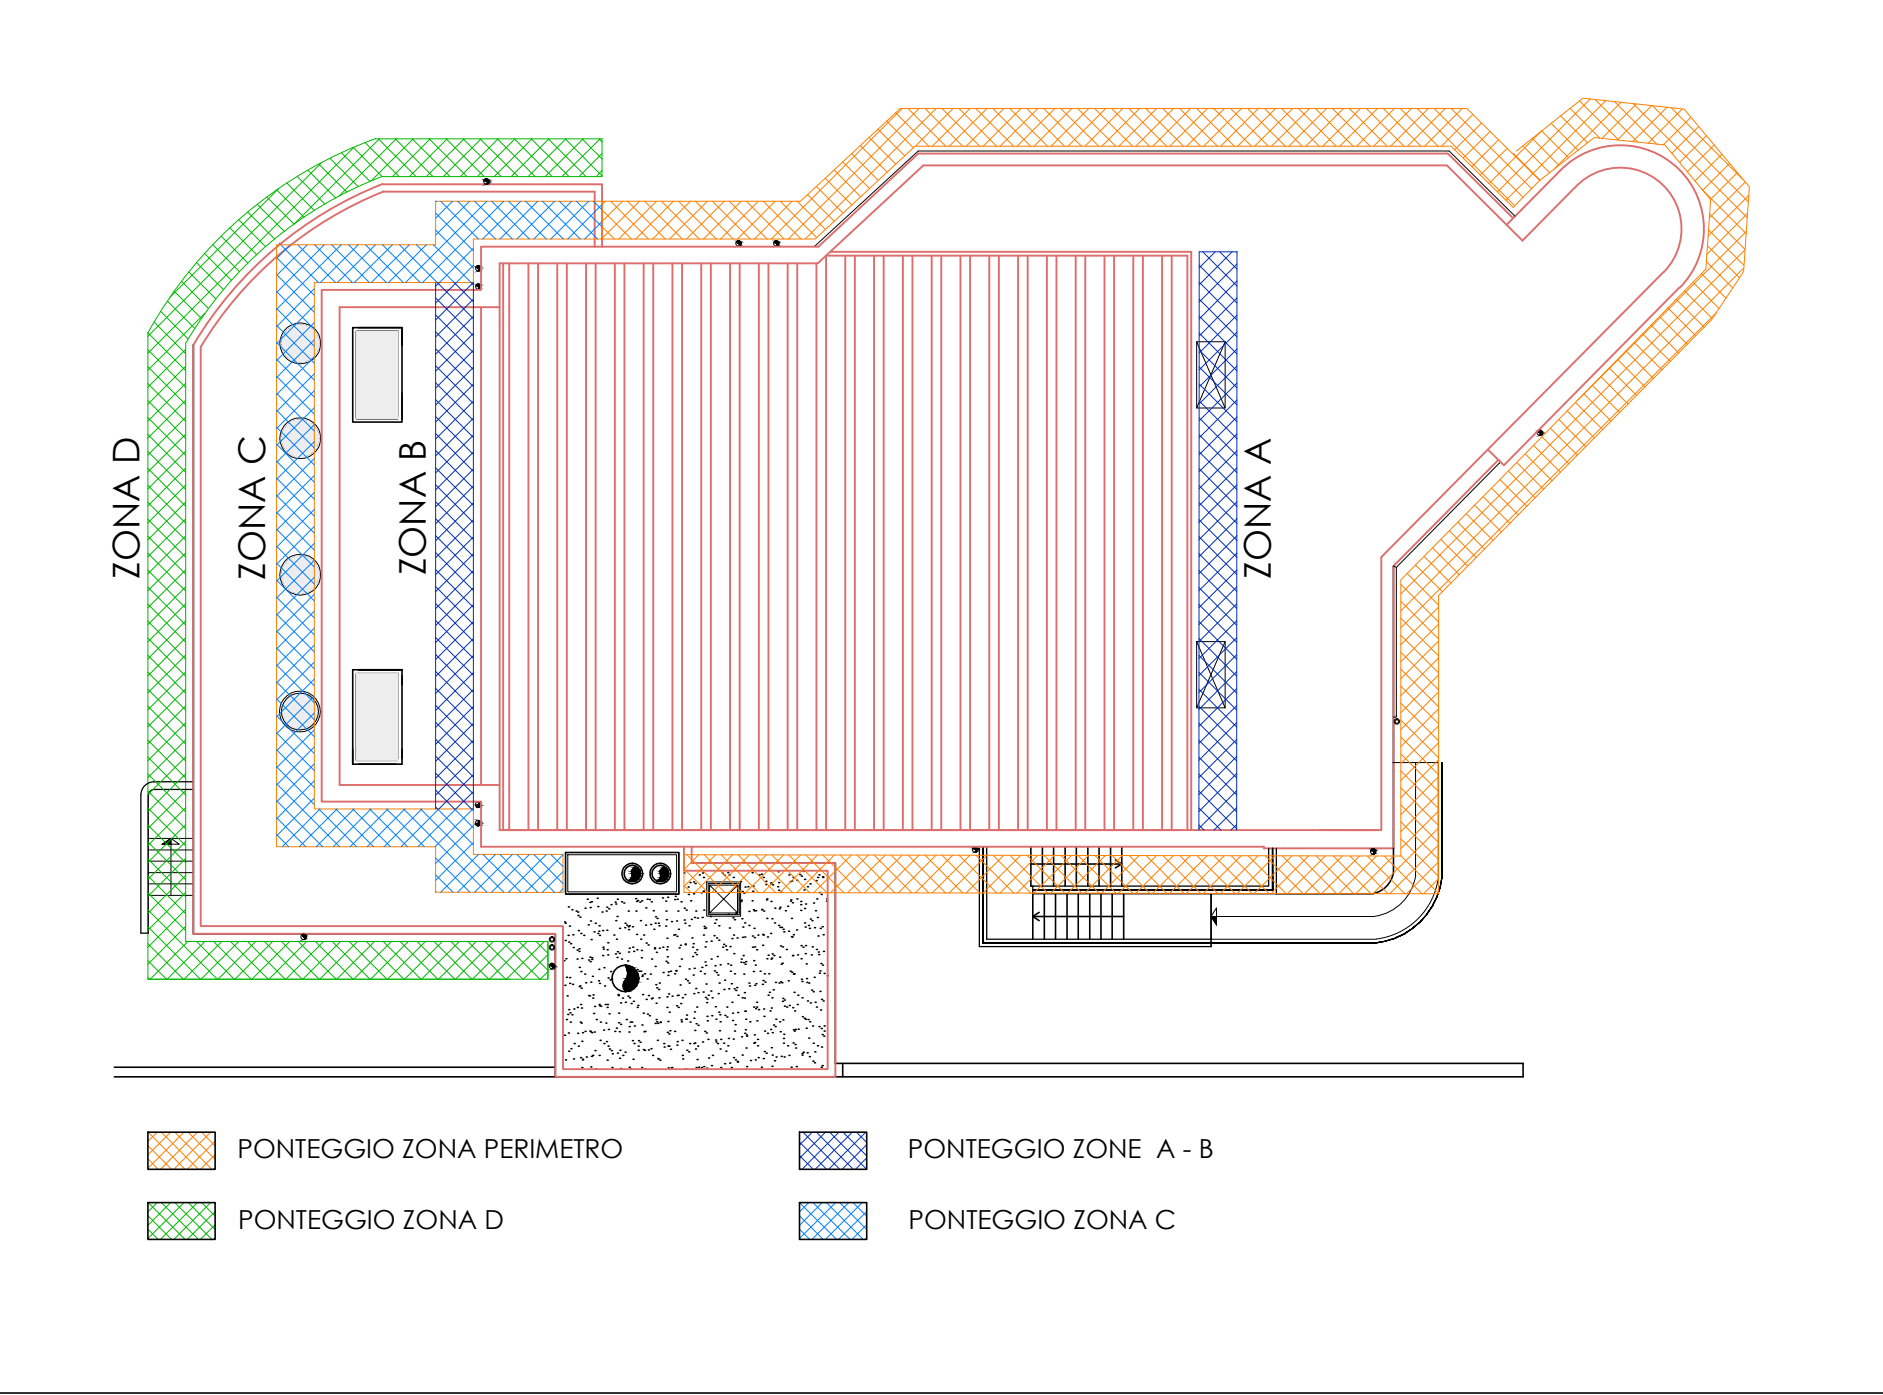 ZONA D
ZONA C
ZONA B
ZONA A
PONTEGGIO ZONA PERIMETRO
PONTEGGIO ZONE A - B
PONTEGGIO ZONA D
PONTEGGIO ZONA C